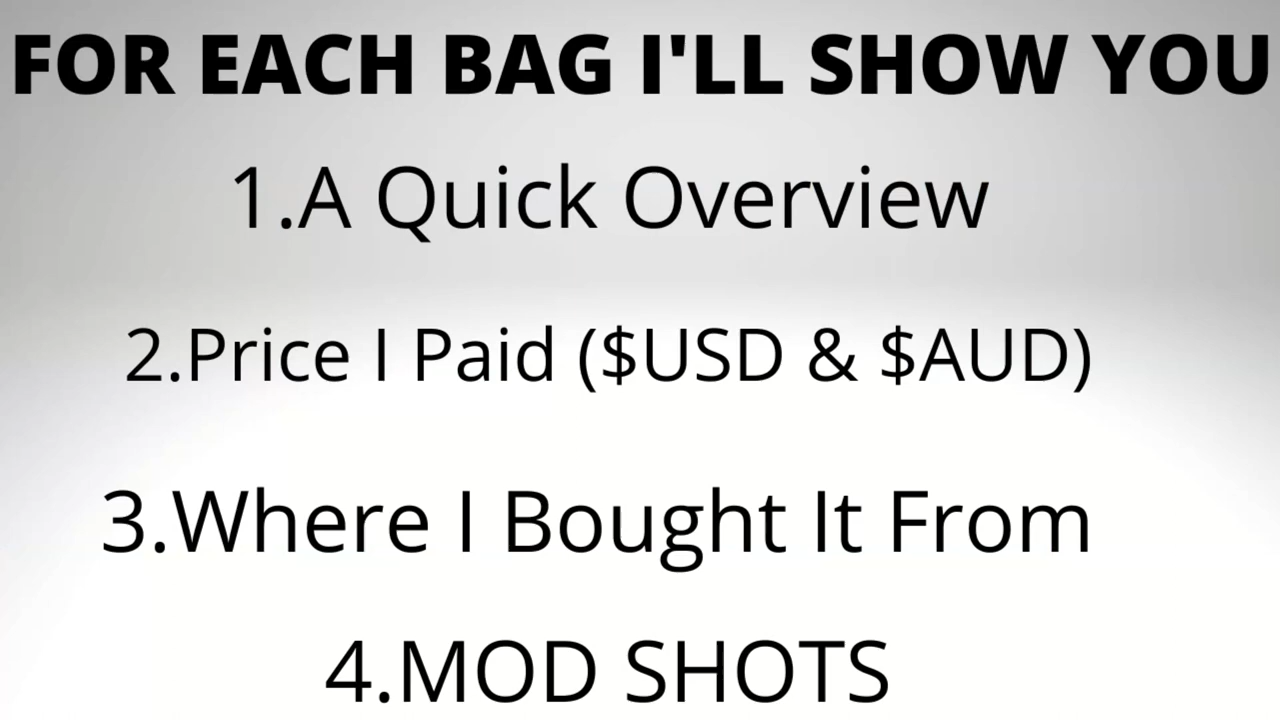 FOR EACH BAG I'LL SHOW YOU
1.A Quick Overview
2.Price I Paid ($USD & $AUD)
3.Where I Bought It From
4.MOD SHOTS